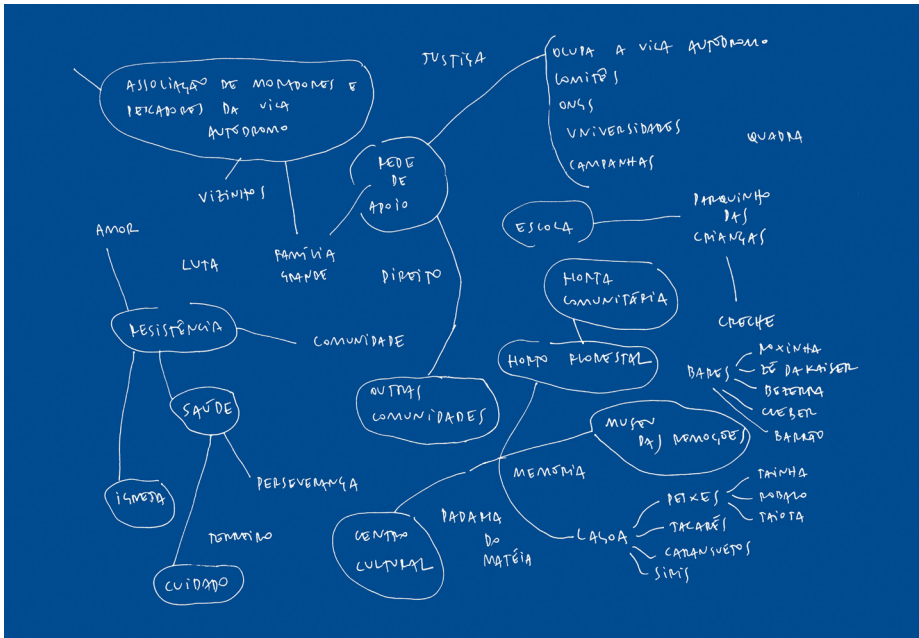 JUSTIÇA
OCUPA A VILA AUTÓDROMO
COMITÊS
ONGS
UNIVERSIDADES
CAMPANHAS
QUADRA
ASSOCIAÇÃO DE MORADORES E
PESCADORES DA VILA
AUTÓDROMO
VIZINHOS
FAMÍLIA
GRANDE
REDE
DE
APOIO
ESCOLA
PARQUINHO
DAS
CRIANÇAS
CRECHE
AMOR
LUTA
DIREITO
HORTA
COMUNITÁRIA
RESISTÊNCIA
COMUNIDADE
HORTO FLORESTAL
BARES
ROXINHA
ZÉ DA KAISER
BEZERRA
CLEBER
BARRÃO
SAÚDE
OUTRAS
COMUNIDADES
MUSEU
DAS REMOÇÕES
MEMÓRIA
PERSEVERANÇA
IGREJA
TERREIRO
CUIDADO
CENTRO
CULTURAL
PADARIA
DO
MATÉIA
LAGOA
PEIXES
TAINHA
ROBALO
TAIOTA
JACARÉS
CARANGUEJOS
SIRIS